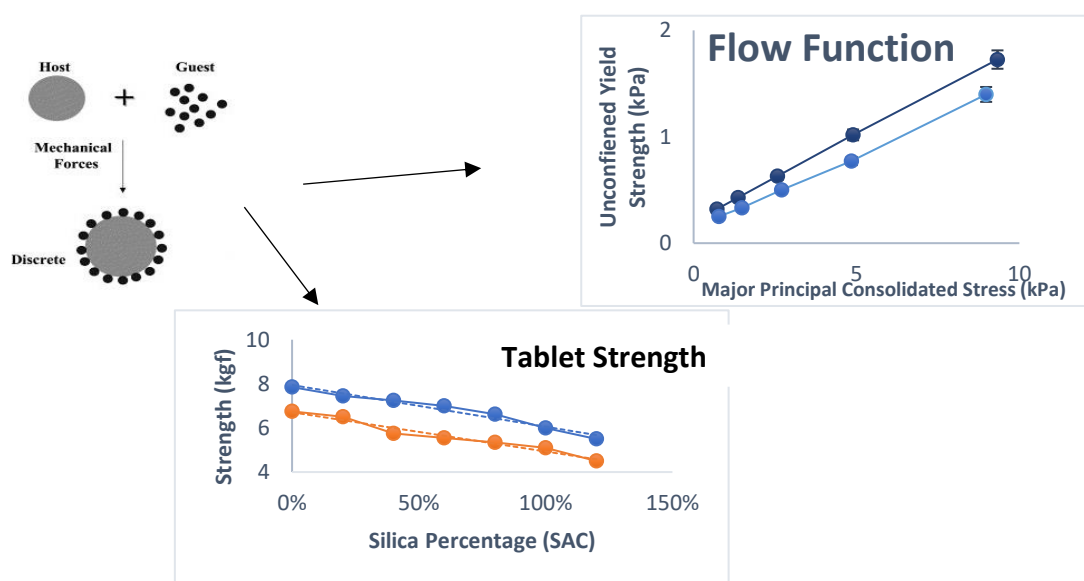 Host
Guest
+
Mechanical
Forces
Discrete
Flow Function
Unconfiened Yield
Strength (kPa)
2
1
0
0
5
10
Major Principal Consolidated Stress (kPa)
Tablet Strength
Strength (kgf)
10
8
6
4
0%
50%
100%
150%
Silica Percentage (SAC)